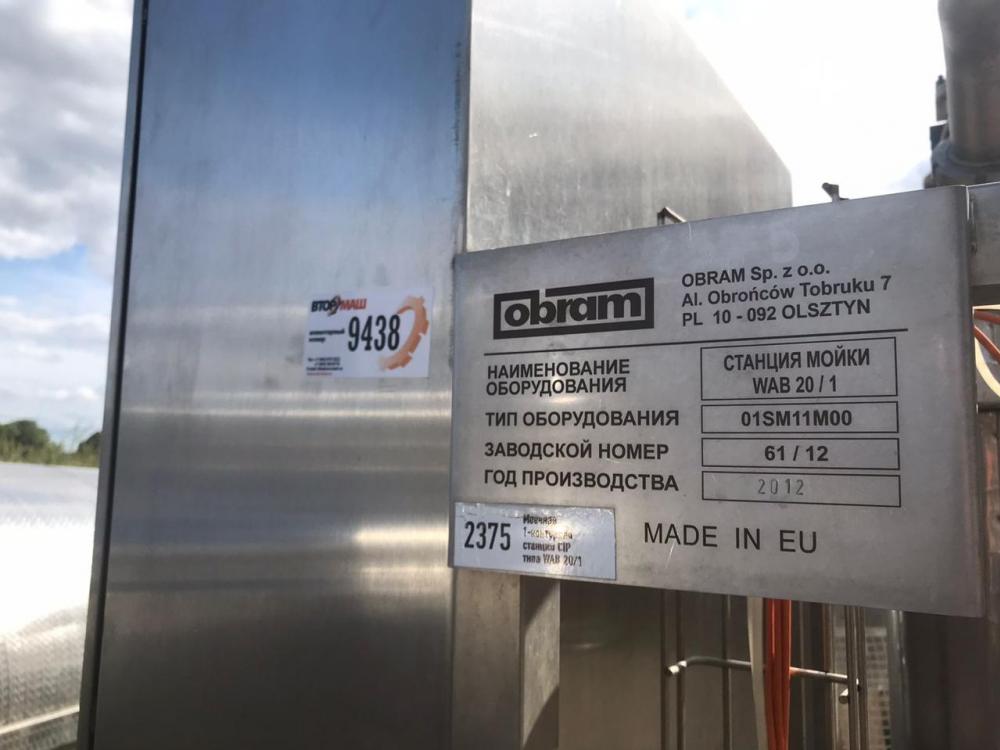 ВТОРМАШ
инвентарный
номер
9438
obram
OBRAM Sp. z o.o.
Al. Obrońców Tobruku 7
PL 10 - 092 OLSZTYN
НАИМЕНОВАНИЕ
ОБОРУДОВАНИЯ
СТАНЦИЯ МОЙКИ
WAB 20 / 1
ТИП ОБОРУДОВАНИЯ
01SM11M00
ЗАВОДСКОЙ НОМЕР
61 / 12
ГОД ПРОИЗВОДСТВА
2012
2375
Моечная
1-контурная
станция CIP
типа WAB 20/1
MADE IN EU